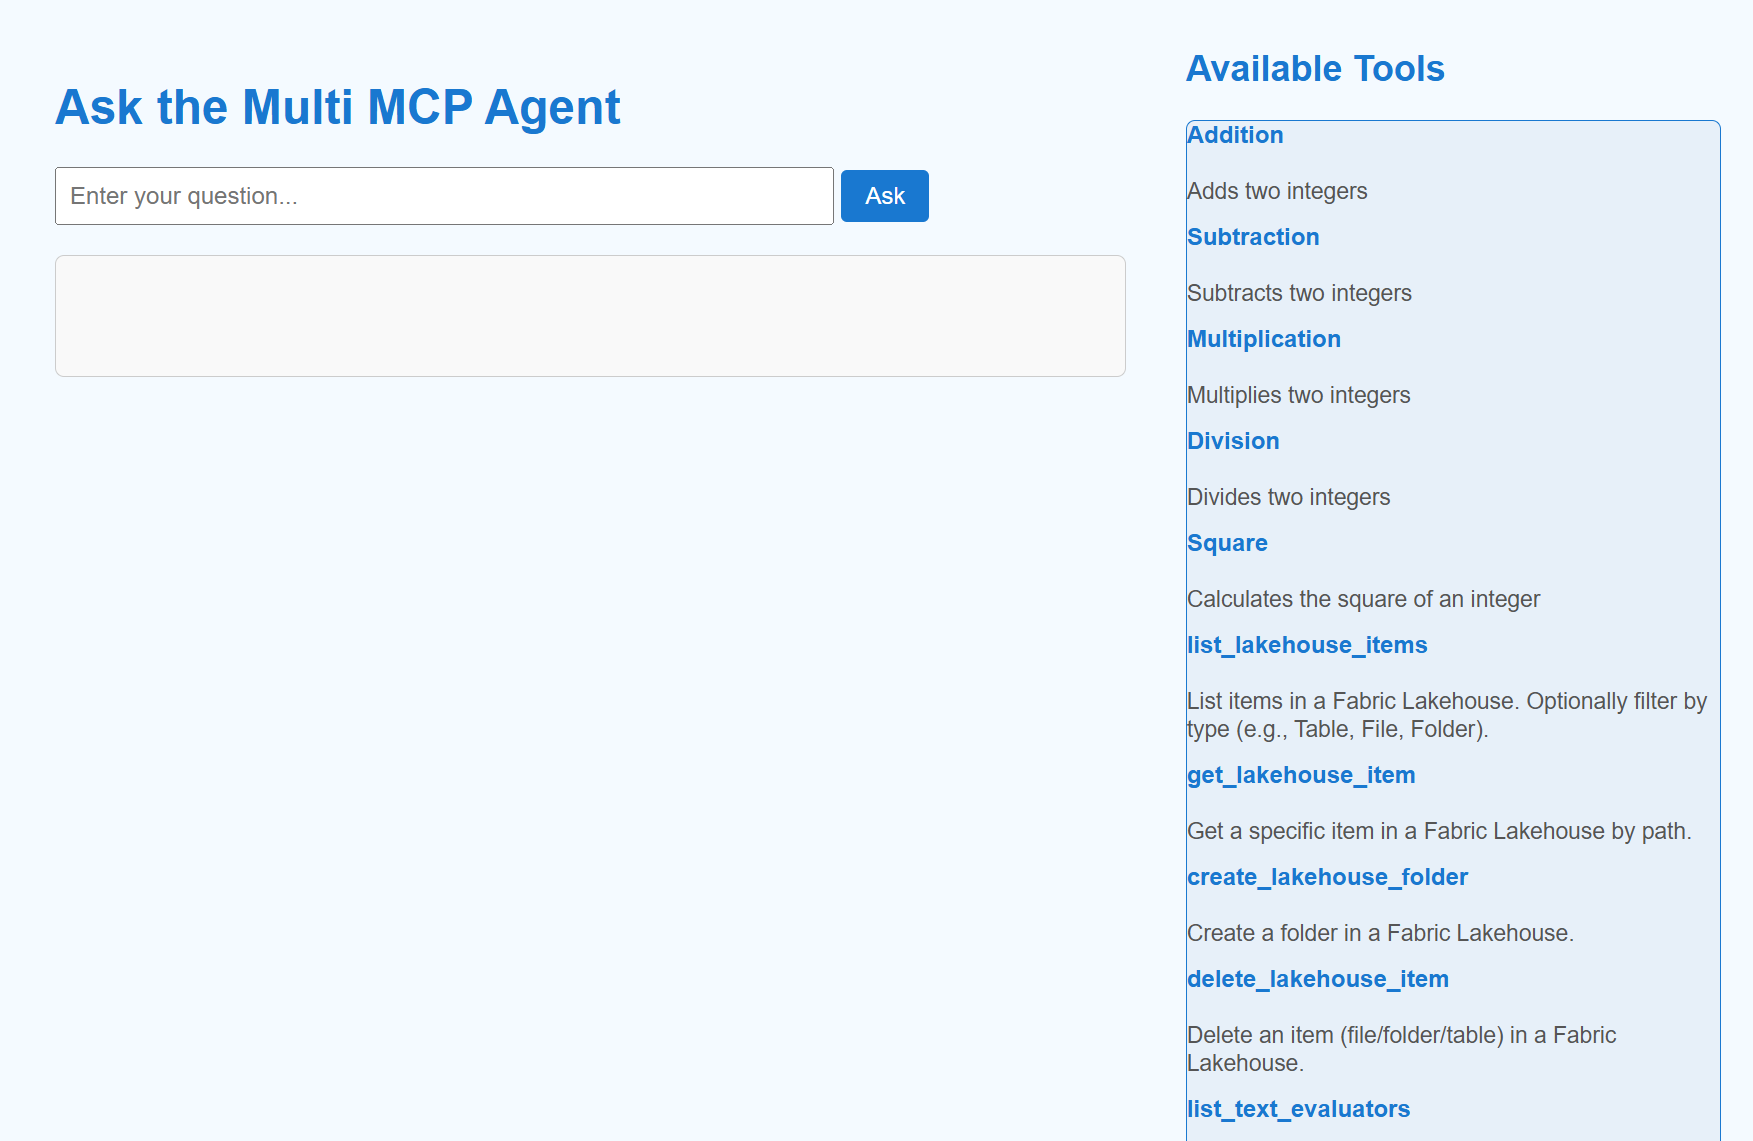 Ask the Multi MCP Agent
Enter your question...
Ask
Available Tools
Addition
Adds two integers
Subtraction
Subtracts two integers
Multiplication
Multiplies two integers
Division
Divides two integers
Square
Calculates the square of an integer
list_lakehouse_items
List items in a Fabric Lakehouse. Optionally filter by
type (e.g., Table, File, Folder).
get_lakehouse_item
Get a specific item in a Fabric Lakehouse by path.
create_lakehouse_folder
Create a folder in a Fabric Lakehouse.
delete_lakehouse_item
Delete an item (file/folder/table) in a Fabric
Lakehouse.
list_text_evaluators